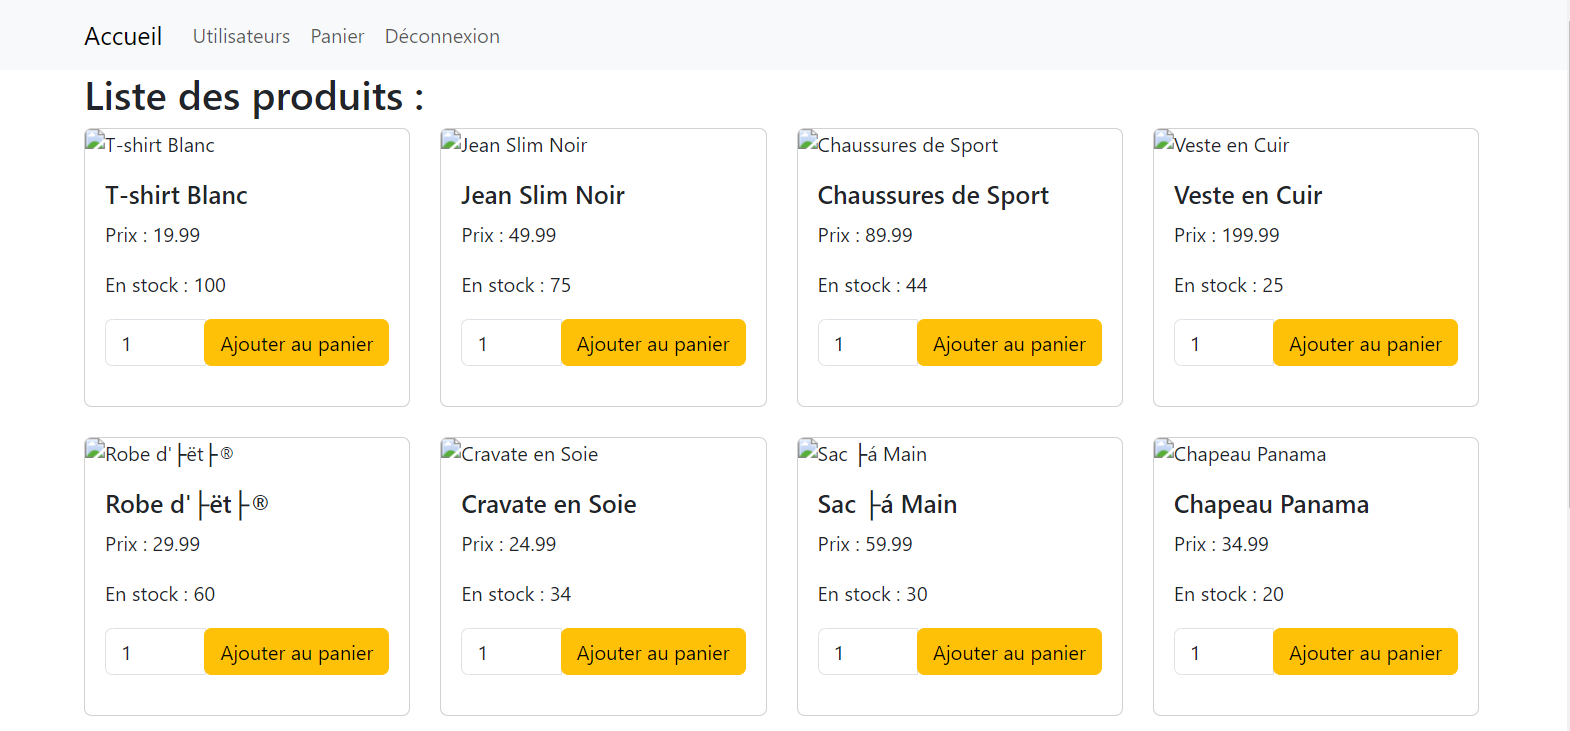 Accueil Utilisateurs Panier Déconnexion
Liste des produits :
T-shirt Blanc
T-shirt Blanc
Prix : 19.99
En stock : 100
1 Ajouter au panier
Jean Slim Noir
Jean Slim Noir
Prix : 49.99
En stock : 75
1 Ajouter au panier
Chaussures de Sport
Chaussures de Sport
Prix : 89.99
En stock : 44
1 Ajouter au panier
Veste en Cuir
Veste en Cuir
Prix : 199.99
En stock : 25
1 Ajouter au panier
Robe d'├ët├®
Robe d'├ët├®
Prix : 29.99
En stock : 60
1 Ajouter au panier
Cravate en Soie
Cravate en Soie
Prix : 24.99
En stock : 34
1 Ajouter au panier
Sac ├á Main
Sac ├á Main
Prix : 59.99
En stock : 30
1 Ajouter au panier
Chapeau Panama
Chapeau Panama
Prix : 34.99
En stock : 20
1 Ajouter au panier